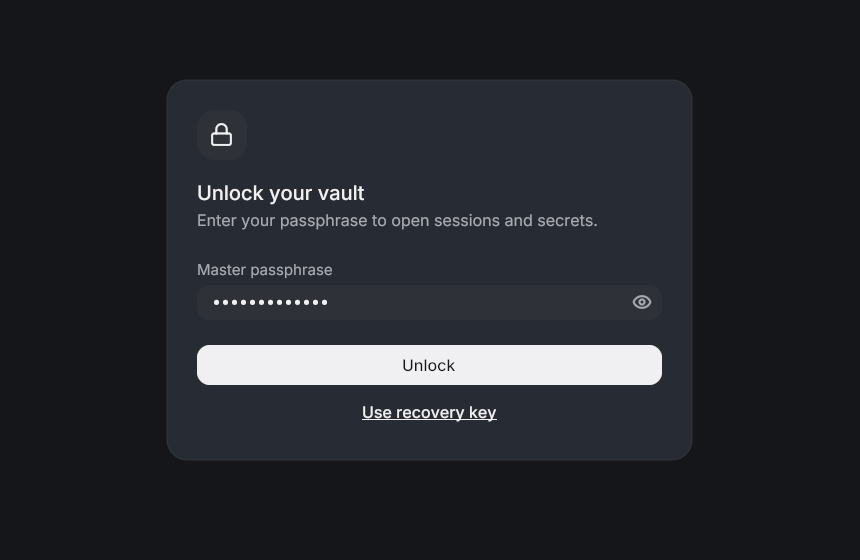 Unlock your vault
Enter your passphrase to open sessions and secrets.
Master passphrase
•••••••••••••
Unlock
Use recovery key